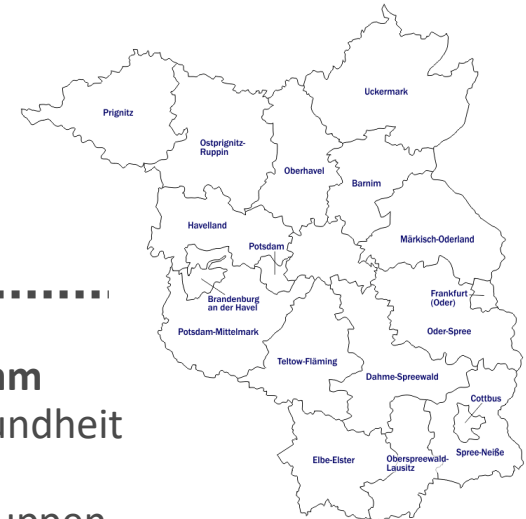 Uckermark
Prignitz
Ostprignitz-
Ruppin
Oberhavel
Barnim
Havelland
Potsdam
Märkisch-Oderland
Brandenburg
an der Havel
Frankfurt
(Oder)
Potsdam-Mittelmark
Oder-Spree
Teltow-Fläming
Dahme-Spreewald
Cottbus
Elbe-Elster
Oberspreewald-
Lausitz
Spree-Neiße